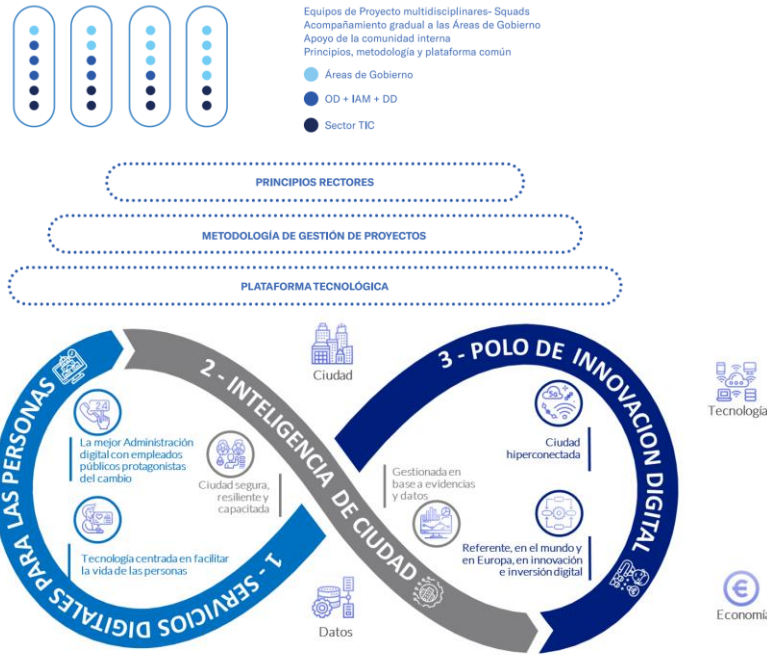 Equipos de Proyecto multidisciplinares- Squads
Acompañamiento gradual a las Áreas de Gobierno
Apoyo de la comunidad interna
Principios, metodología y plataforma común
Áreas de Gobierno
OD + IAM + DD
Sector TIC
PRINCIPIOS RECTORES
METODOLOGÍA DE GESTIÓN DE PROYECTOS
PLATAFORMA TECNOLÓGICA
1 - SERVICIOS DIGITALES PARA LAS PERSONAS
24
La mejor Administración
digital con empleados
públicos protagonistas
del cambio
Tecnología centrada en facilitar
la vida de las personas
2 - INTELIGENCIA DE CIUDAD
Ciudad segura,
resiliente y
capacitada
Gestionada en
base a evidencias
y datos
3 - POLO DE INNOVACION DIGITAL
5G
Ciudad
hiperconectada
Referente, en el mundo y
en Europa, en innovación
e inversión digital
Ciudad
Datos
Tecnología
€
Economía